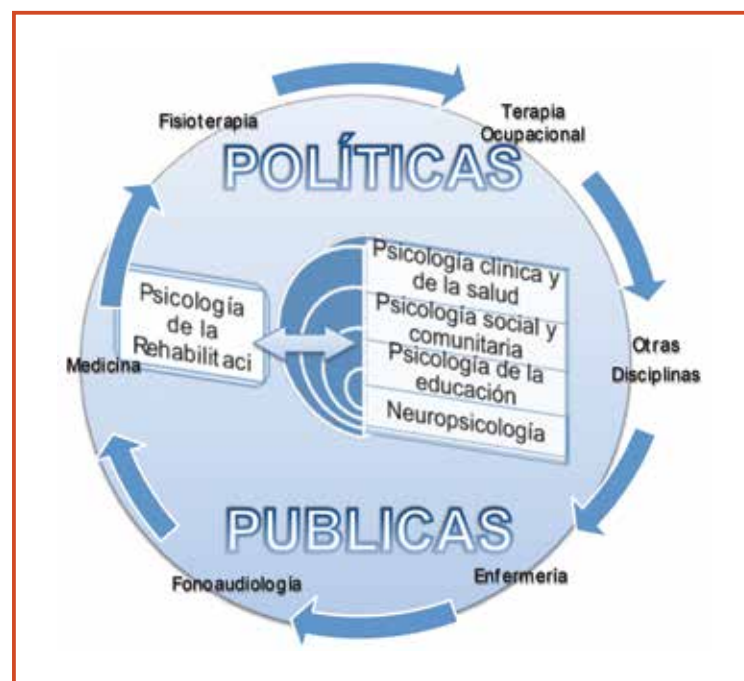 Fisioterapia
Terapia
Ocupacional
POLÍTICAS
Psicología clínica y
de la salud
Psicología
de la
Rehabilitaci
Psicología social y
comunitaria
Psicología de la
educación
Neuropsicología
Medicina
Otras
Disciplinas
PUBLICAS
Fonoaudiología
Enfermería